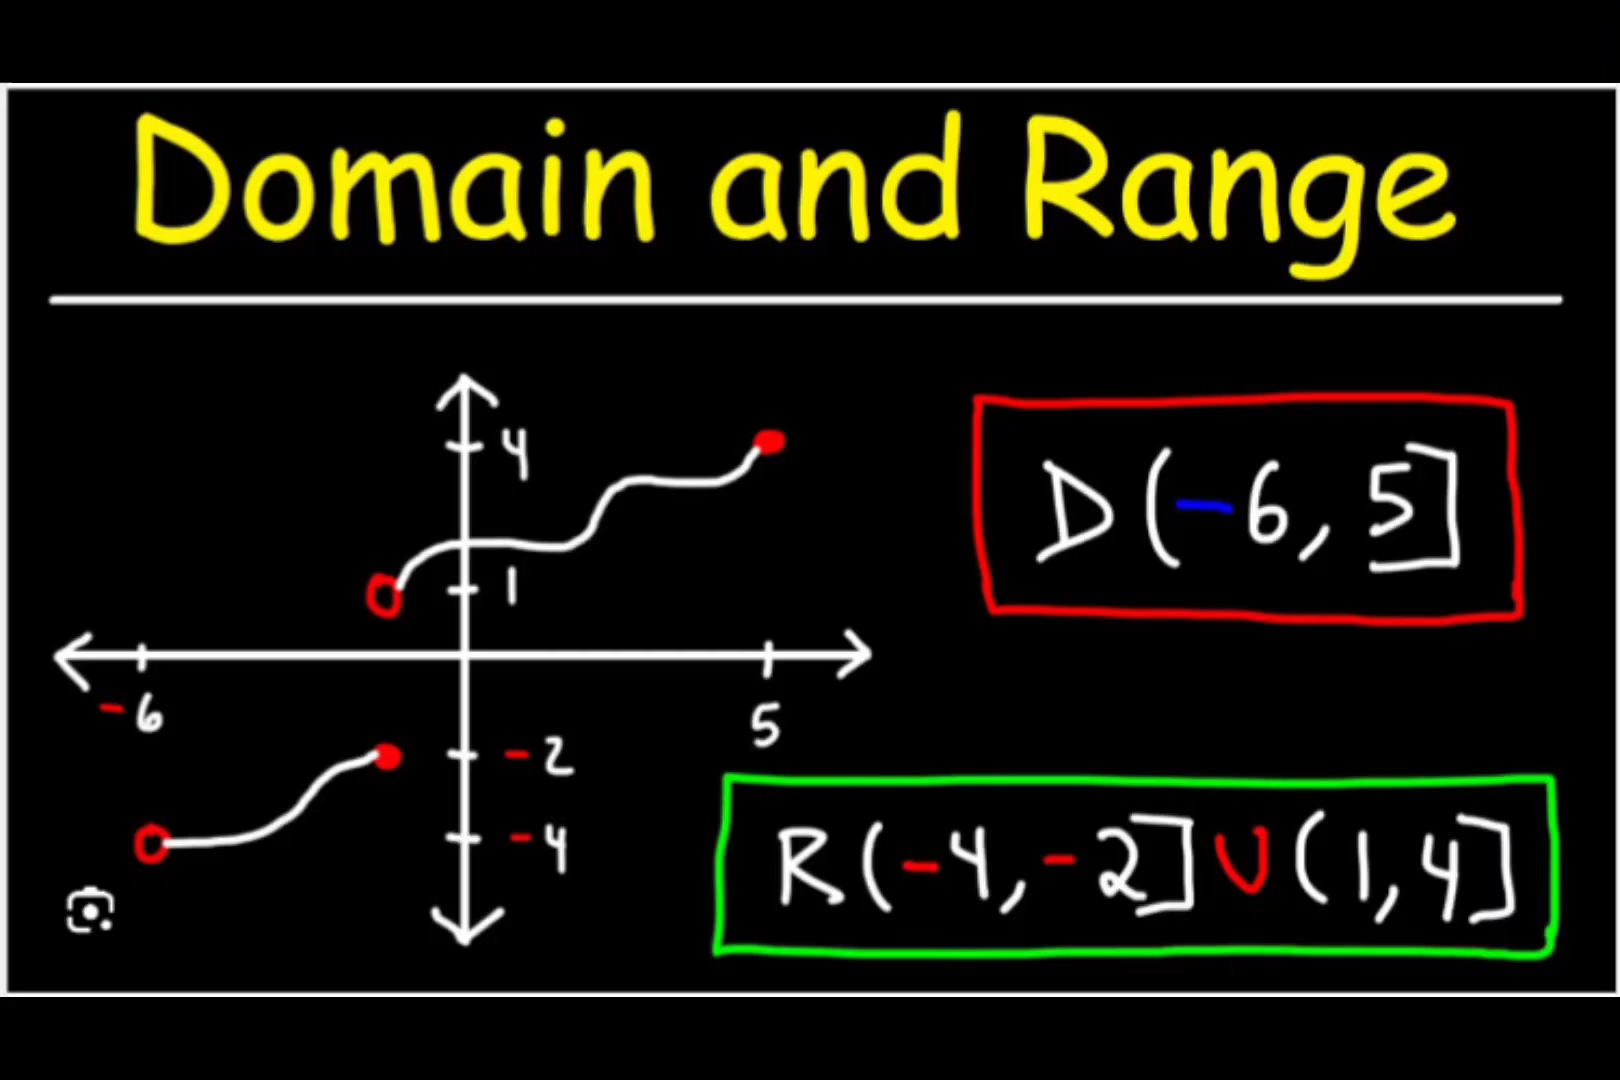 Domain and Range
4
1
-6
5
-2
-4
D (-6, 5]
R (-4, -2] U (1, 4]